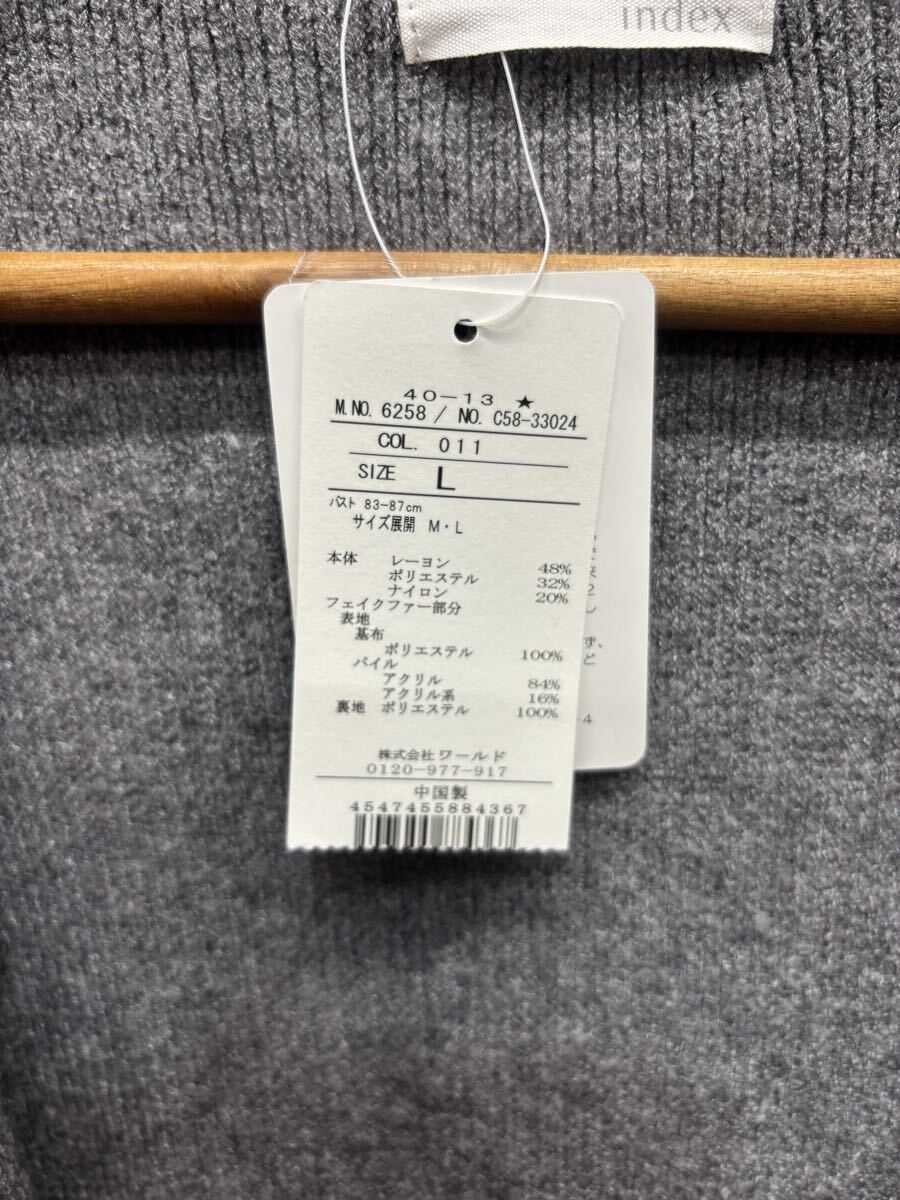 index
40-13 ★
M.NO. 6258 / NO. C58-33024
COL. 011
SIZE L
バスト 83-87cm
サイズ展開 M・L
本体 レーヨン 48%
ポリエステル 32%
ナイロン 20%
フェイクファー部分
表地
基布
ポリエステル 100%
パイル
アクリル 84%
アクリル系 16%
裏地 ポリエステル 100%
株式会社ワールド
0120-977-917
中国製
4547455884367
ず、
ど
4